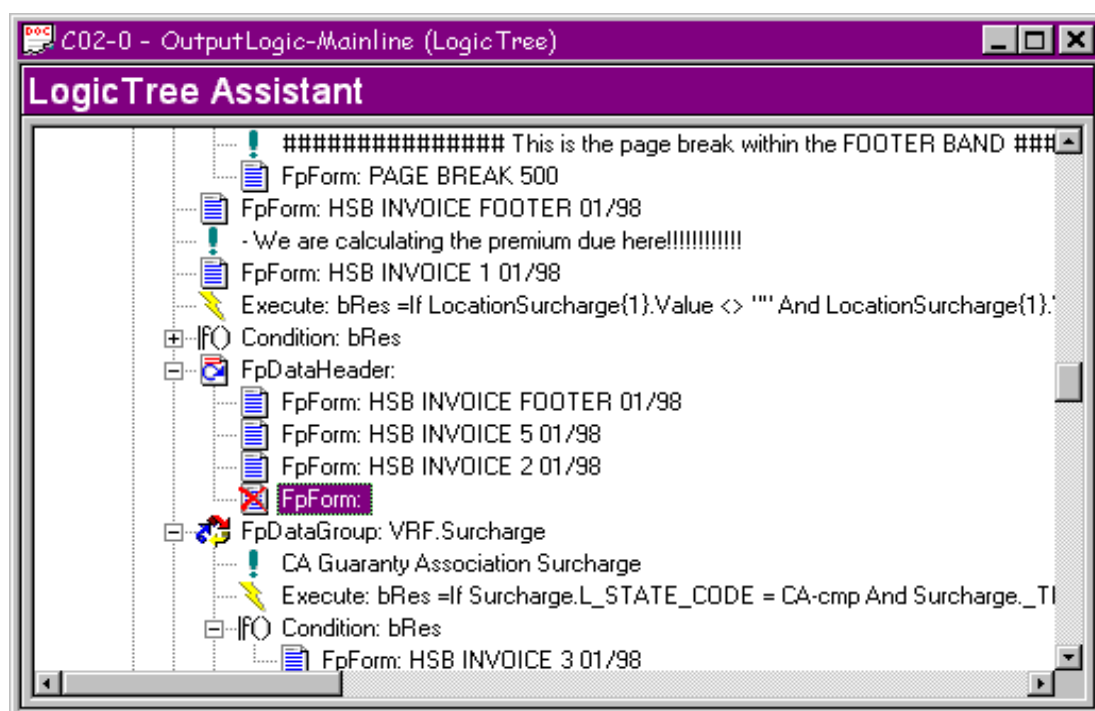 C02-0 - OutputLogic-Mainline (LogicTree)
LogicTree Assistant
################ This is the page break within the FOOTER BAND ###
FpForm: PAGE BREAK 500
FpForm: HSB INVOICE FOOTER 01/98
- We are calculating the premium due here!!!!!!!!!!!!
FpForm: HSB INVOICE 1 01/98
Execute: bRes =If LocationSurcharge{1}.Value <> "" And LocationSurcharge{1}.
If() Condition: bRes
FpDataHeader:
FpForm: HSB INVOICE FOOTER 01/98
FpForm: HSB INVOICE 5 01/98
FpForm: HSB INVOICE 2 01/98
FpForm:
FpDataGroup: VRF.Surcharge
CA Guaranty Association Surcharge
Execute: bRes =If Surcharge.L_STATE_CODE = CA-cmp And Surcharge._
If() Condition: bRes
FpForm: HSB INVOICE 3 01/98